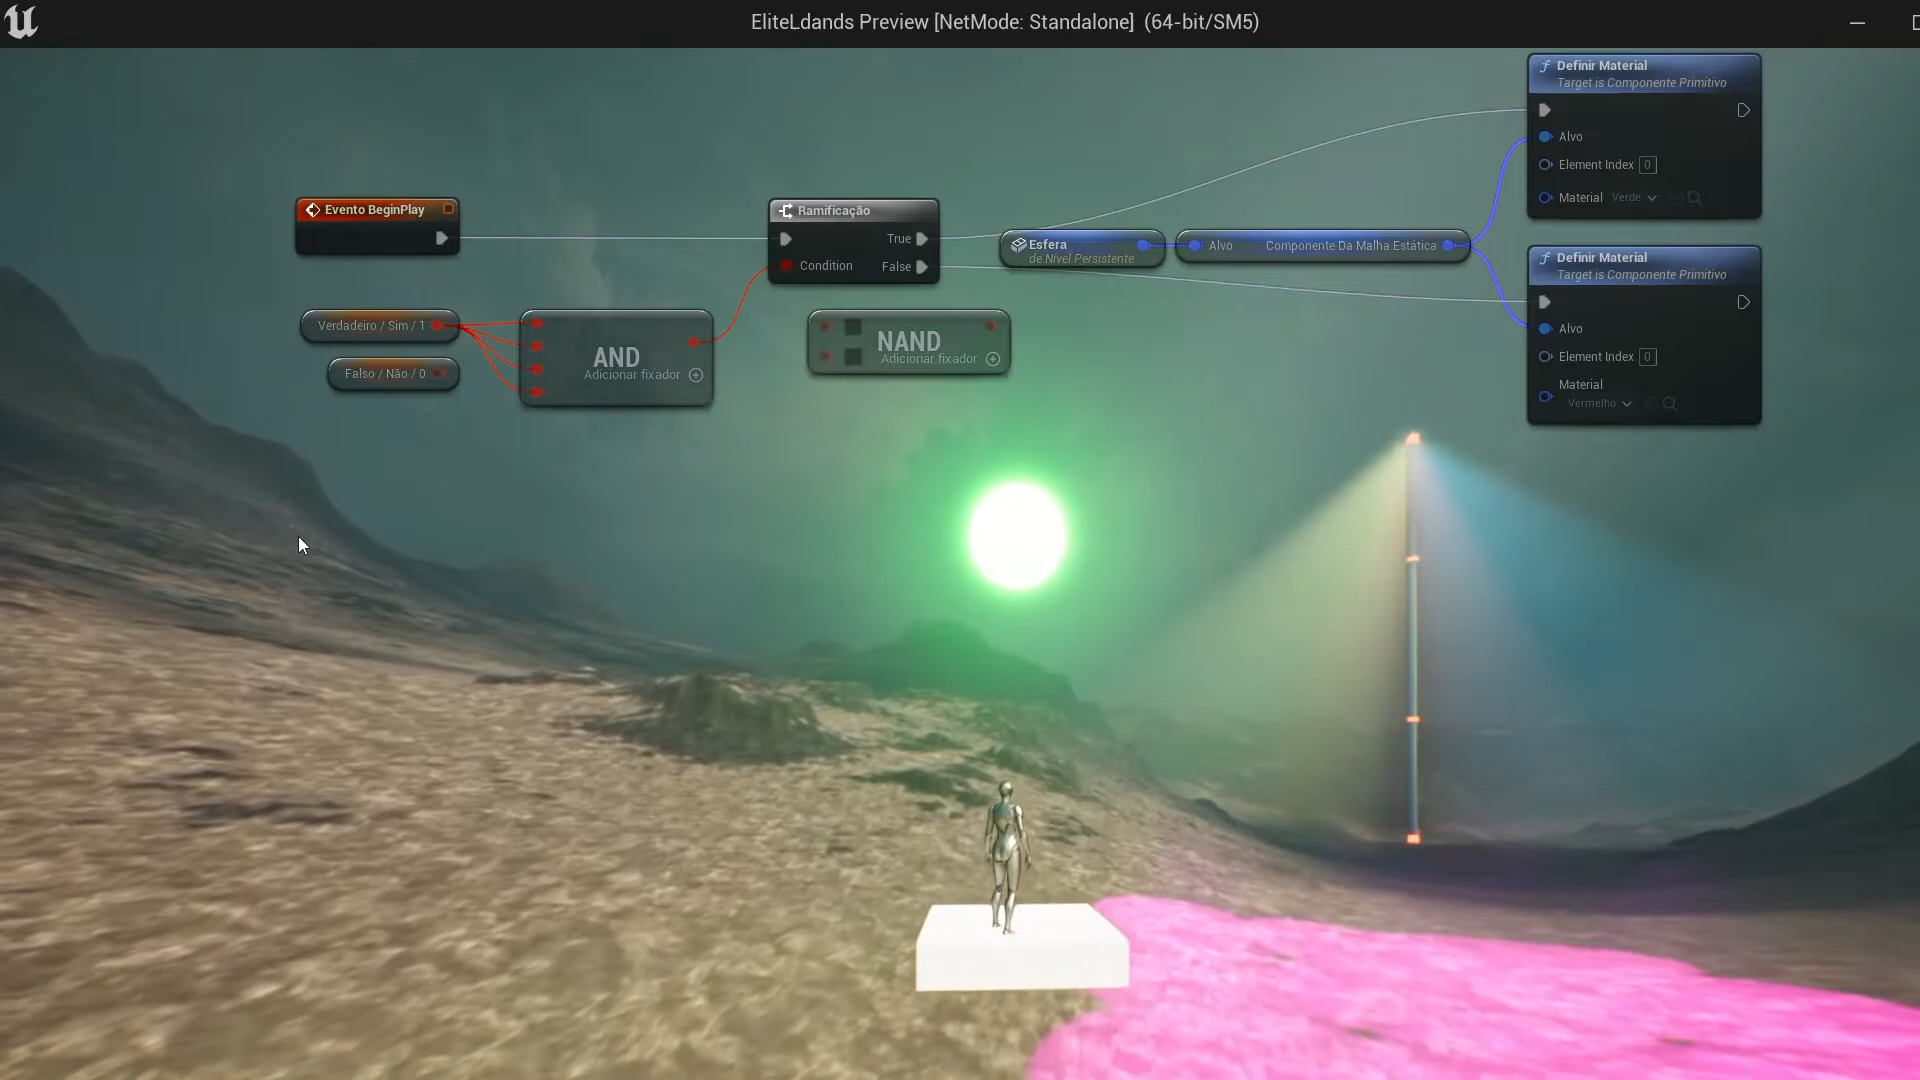 EliteLdands Preview [NetMode: Standalone] (64-bit/SM5)
Definir Material
Target is Componente Primitivo
Alvo
Element Index 0
Material Verde
Evento BeginPlay
Ramificação
True
Condition
False
Esfera
de Nível Persistente
Alvo Componente Da Malha Estática
Definir Material
Target is Componente Primitivo
Alvo
Element Index 0
Material
Vermelho
Verdadeiro / Sim / 1
Falso / Não / 0
AND
Adicionar fixador
NAND
Adicionar fixador